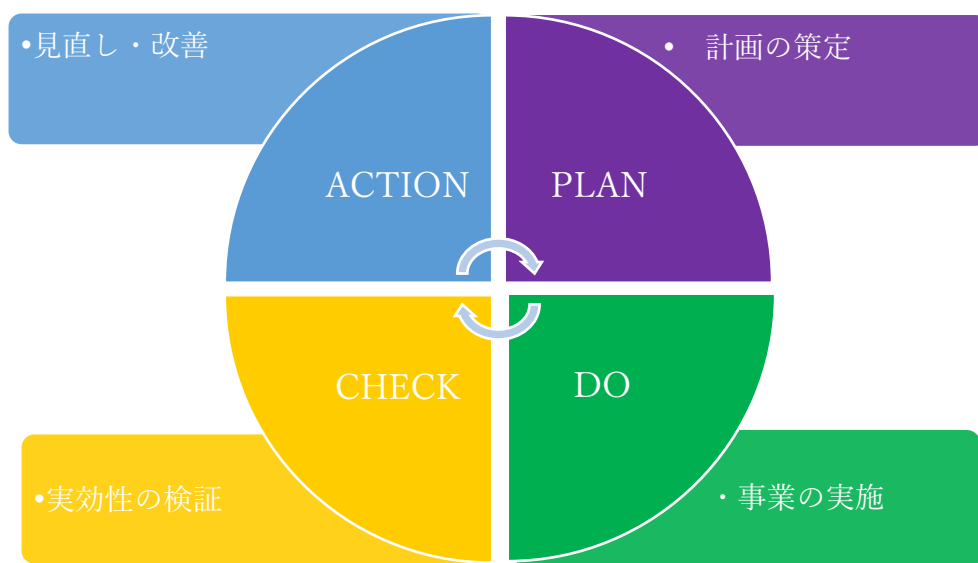 •見直し・改善
• 計画の策定
ACTION
PLAN
CHECK
DO
•実効性の検証
・事業の実施